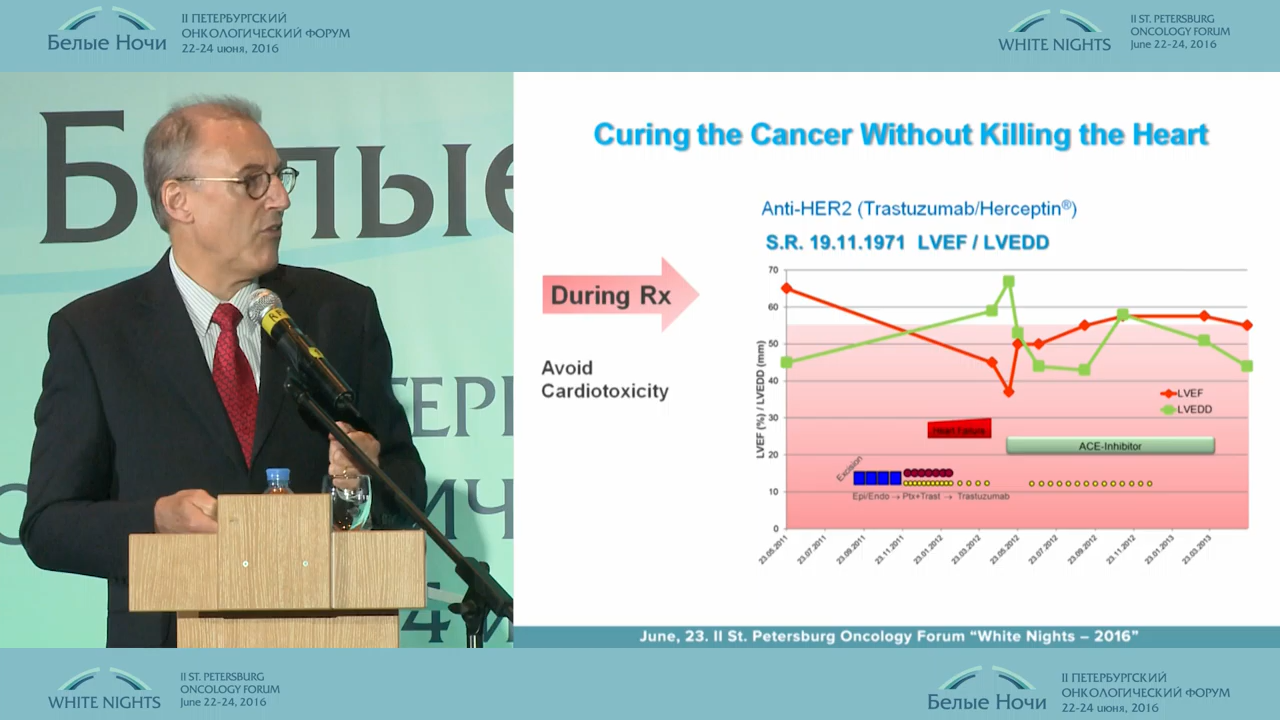 Белые Ночи
II ПЕТЕРБУРГСКИЙ
ОНКОЛОГИЧЕСКИЙ ФОРУМ
22-24 июня, 2016
WHITE NIGHTS
II ST. PETERSBURG
ONCOLOGY FORUM
June 22-24, 2016
Curing the Cancer Without Killing the Heart
Anti-HER2 (Trastuzumab/Herceptin®)
S.R. 19.11.1971 LVEF / LVEDD
During Rx
Avoid
Cardiotoxicity
LVEF (%) / LVEDD (mm)
70
60
50
40
30
20
10
0
LVEF
LVEDD
Heart Failure
ACE-Inhibitor
Excision
Epi/Endo → Ptx+Trast → Trastuzumab
23.05.2011
23.07.2011
23.09.2011
23.11.2011
23.01.2012
23.03.2012
23.05.2012
23.07.2012
23.09.2012
23.11.2012
23.01.2013
23.03.2013
June, 23. II St. Petersburg Oncology Forum “White Nights – 2016”
WHITE NIGHTS
II ST. PETERSBURG
ONCOLOGY FORUM
June 22-24, 2016
Белые Ночи
II ПЕТЕРБУРГСКИЙ
ОНКОЛОГИЧЕСКИЙ ФОРУМ
22-24 июня, 2016